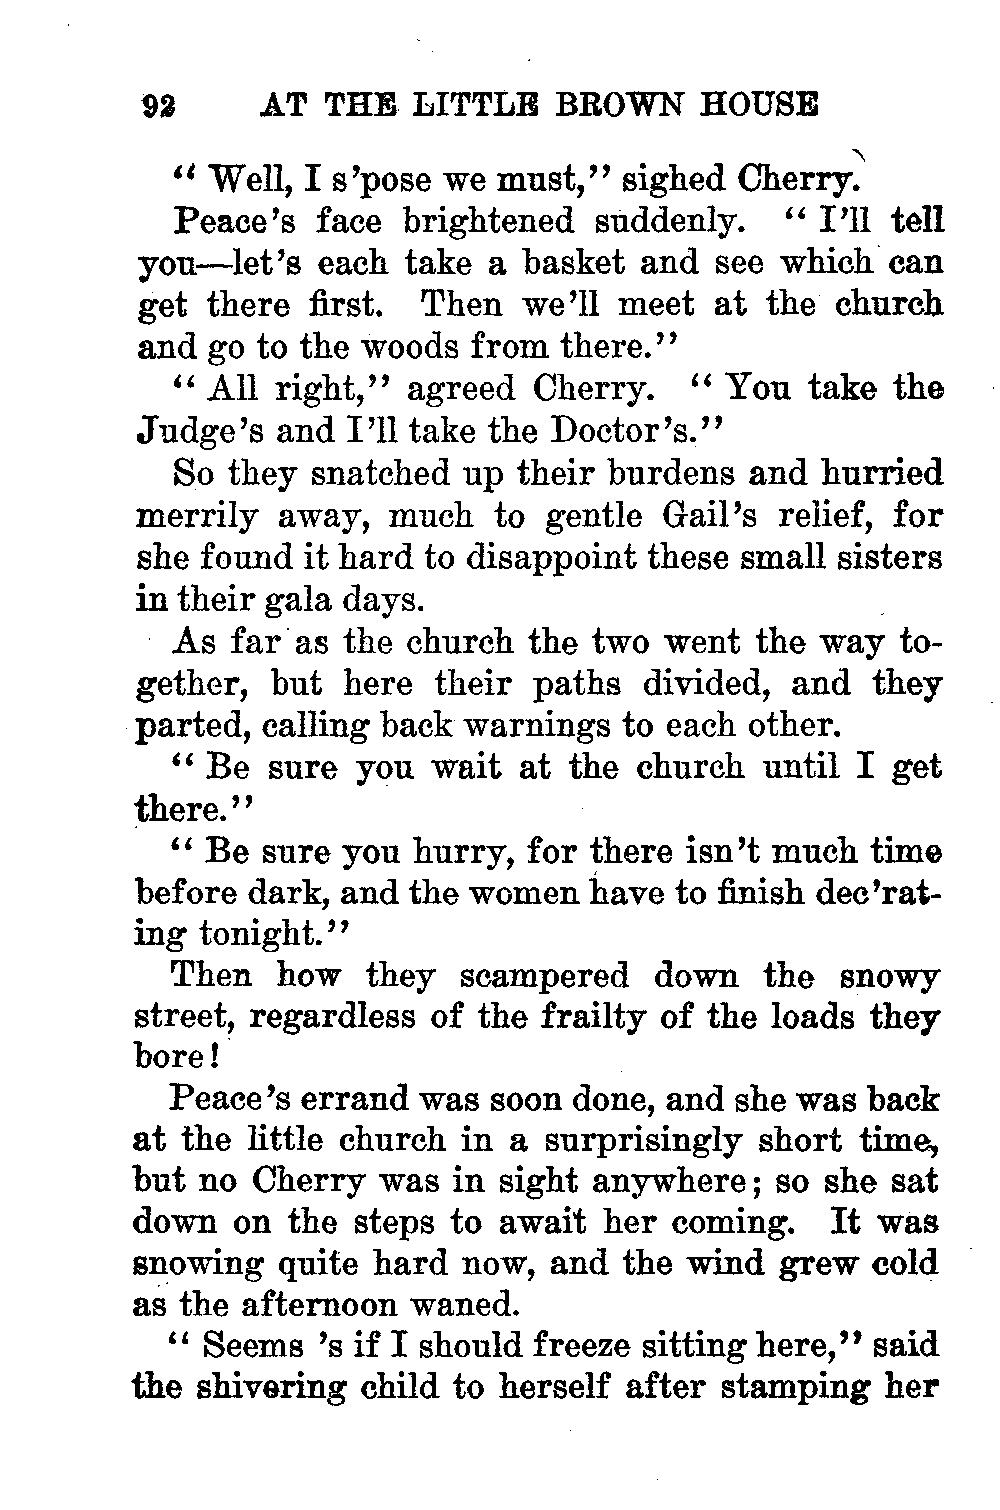 92 AT THE LITTLE BROWN HOUSE
“ Well, I s’pose we must,” sighed Cherry.
Peace’s face brightened suddenly. “ I’ll tell
you—let’s each take a basket and see which can
get there first. Then we’ll meet at the church
and go to the woods from there.”
“ All right,” agreed Cherry. “ You take the
Judge’s and I’ll take the Doctor’s.”
So they snatched up their burdens and hurried
merrily away, much to gentle Gail’s relief, for
she found it hard to disappoint these small sisters
in their gala days.
As far as the church the two went the way to-
gether, but here their paths divided, and they
parted, calling back warnings to each other.
“ Be sure you wait at the church until I get
there.”
“ Be sure you hurry, for there isn’t much time
before dark, and the women have to finish dec’rat-
ing tonight.”
Then how they scampered down the snowy
street, regardless of the frailty of the loads they
bore!
Peace’s errand was soon done, and she was back
at the little church in a surprisingly short time,
but no Cherry was in sight anywhere; so she sat
down on the steps to await her coming. It was
snowing quite hard now, and the wind grew cold
as the afternoon waned.
“ Seems ’s if I should freeze sitting here,” said
the shivering child to herself after stamping her